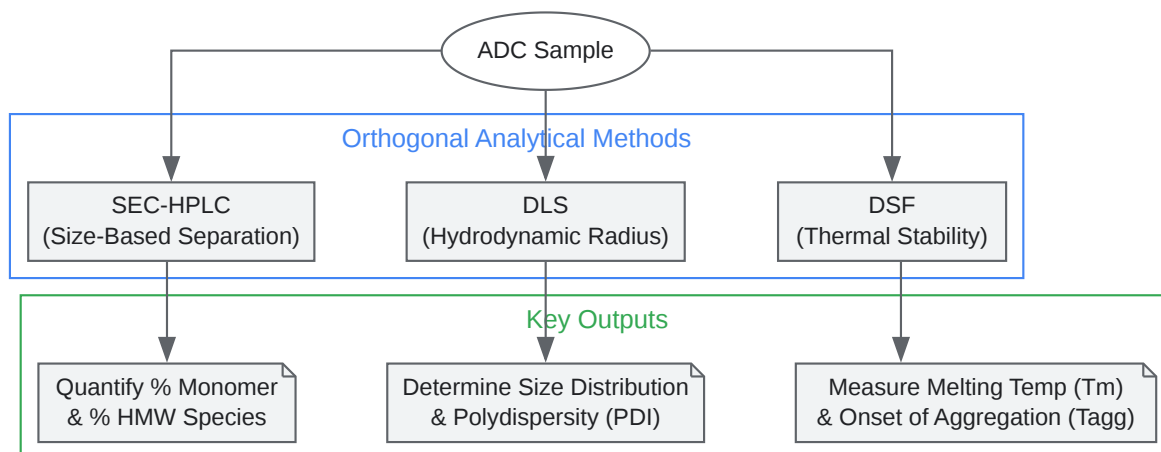 ADC Sample
Orthogonal Analytical Methods
SEC-HPLC
(Size-Based Separation)
DLS
(Hydrodynamic Radius)
DSF
(Thermal Stability)
Key Outputs
Quantify % Monomer
& % HMW Species
Determine Size Distribution
& Polydispersity (PDI)
Measure Melting Temp (Tm)
& Onset of Aggregation (Tagg)